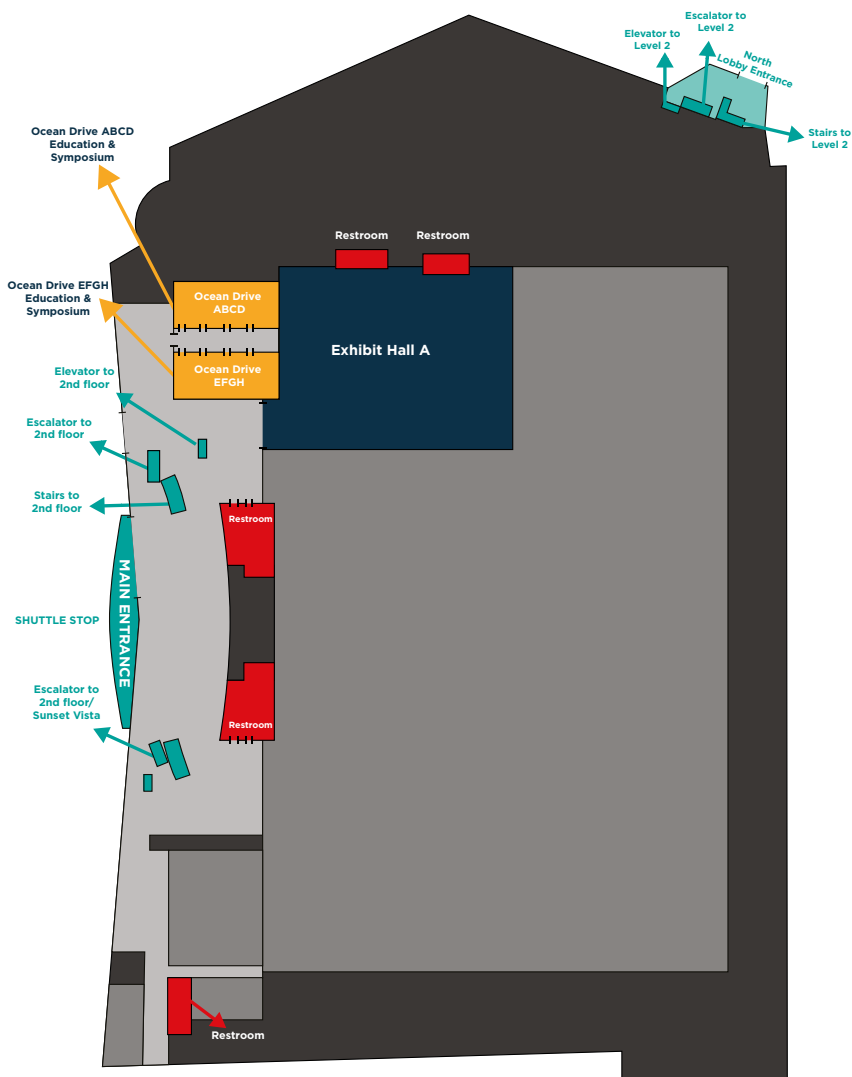 Escalator to
Level 2
Elevator to
Level 2
North
Lobby Entrance
Stairs to
Level 2
Ocean Drive ABCD
Education &
Symposium
Restroom
Restroom
Ocean Drive EFGH
Education &
Symposium
Ocean Drive
ABCD
Exhibit Hall A
Ocean Drive
EFGH
Elevator to
2nd floor
Escalator to
2nd floor
Stairs to
2nd floor
Restroom
MAIN ENTRANCE
SHUTTLE STOP
Escalator to
2nd floor/
Sunset Vista
Restroom
Restroom